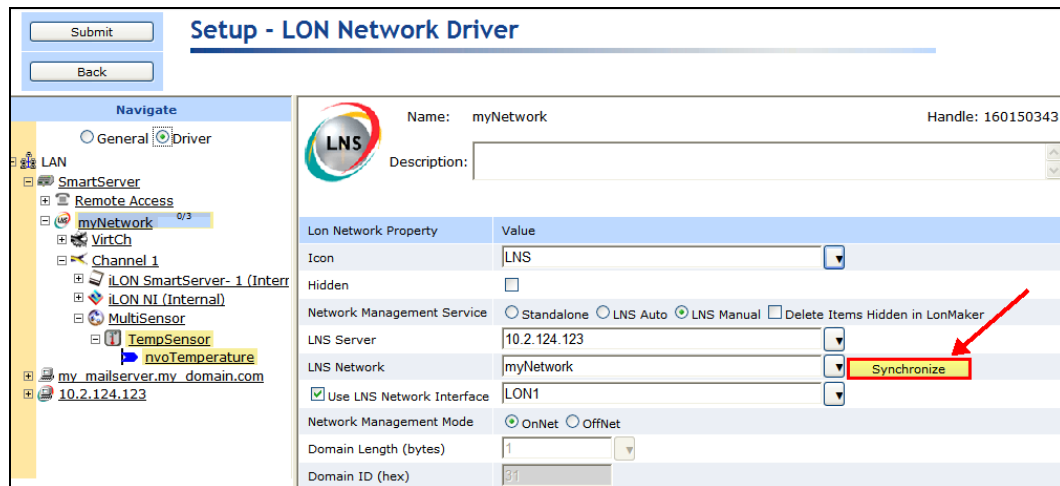 Submit
Setup - LON Network Driver
Back
Navigate
General Driver
LAN
SmartServer
Remote Access
myNetwork 0/3
VirtCh
Channel 1
iLON SmartServer- 1 (Interr
iLON NI (Internal)
MultiSensor
TempSensor
nvoTemperature
my_mailserver.my_domain.com
10.2.124.123
LNS
Name: myNetwork Handle: 160150343
Description:
Lon Network Property Value
Icon LNS
Hidden
Network Management Service Standalone LNS Auto LNS Manual Delete Items Hidden in LonMaker
LNS Server 10.2.124.123
LNS Network myNetwork Synchronize
Use LNS Network Interface LON1
Network Management Mode OnNet OffNet
Domain Length (bytes) 1
Domain ID (hex) 31